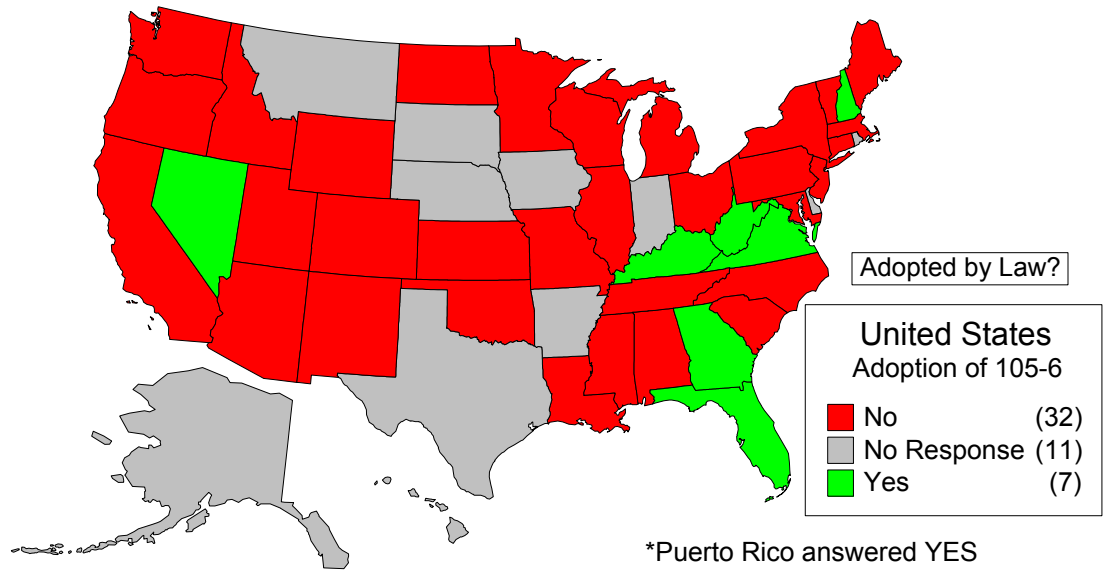 Adopted by Law?
United States
Adoption of 105-6
No (32)
No Response (11)
Yes (7)
*Puerto Rico answered YES